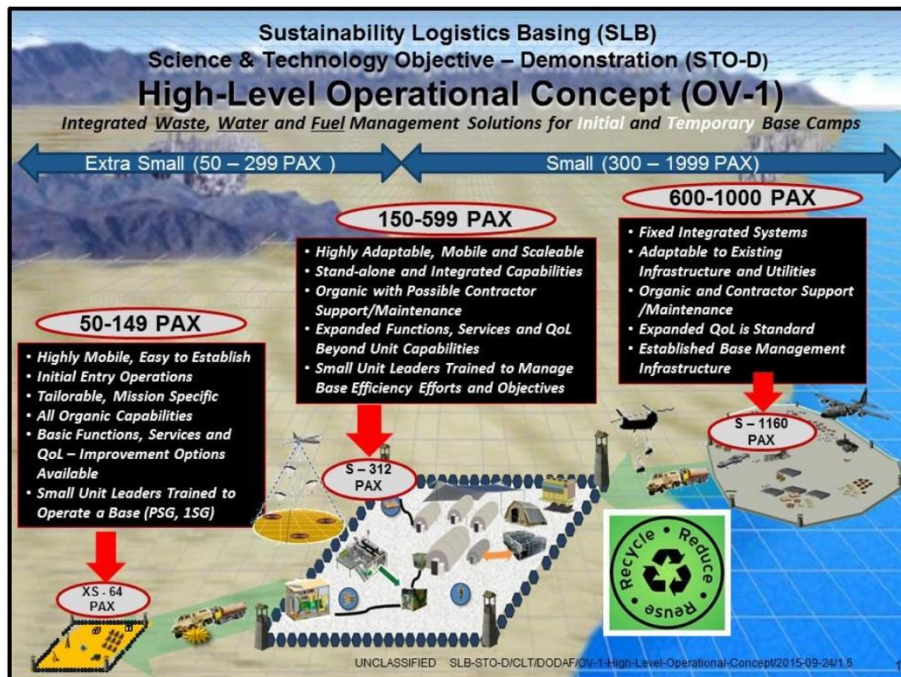 Sustainability Logistics Basing (SLB)
Science & Technology Objective – Demonstration (STO-D)
High-Level Operational Concept (OV-1)
Integrated Waste, Water and Fuel Management Solutions for Initial and Temporary Base Camps
Extra Small (50 – 299 PAX )
Small (300 – 1999 PAX)
50-149 PAX
• Highly Mobile, Easy to Establish
• Initial Entry Operations
• Tailorable, Mission Specific
• All Organic Capabilities
• Basic Functions, Services and
QoL – Improvement Options
Available
• Small Unit Leaders Trained to
Operate a Base (PSG, 1SG)
XS - 64
PAX
150-599 PAX
• Highly Adaptable, Mobile and Scaleable
• Stand-alone and Integrated Capabilities
• Organic with Possible Contractor
Support/Maintenance
• Expanded Functions, Services and QoL
Beyond Unit Capabilities
• Small Unit Leaders Trained to Manage
Base Efficiency Efforts and Objectives
S – 312
PAX
600-1000 PAX
• Fixed Integrated Systems
• Adaptable to Existing
Infrastructure and Utilities
• Organic and Contractor Support
/Maintenance
• Expanded QoL is Standard
• Established Base Management
Infrastructure
S – 1160
PAX
Recycle • Reduce • Reuse •
UNCLASSIFIED SLB-STO-D/CLT/DODAF/OV-1-High-Level-Operational-Concept/2015-09-24/1.6
1